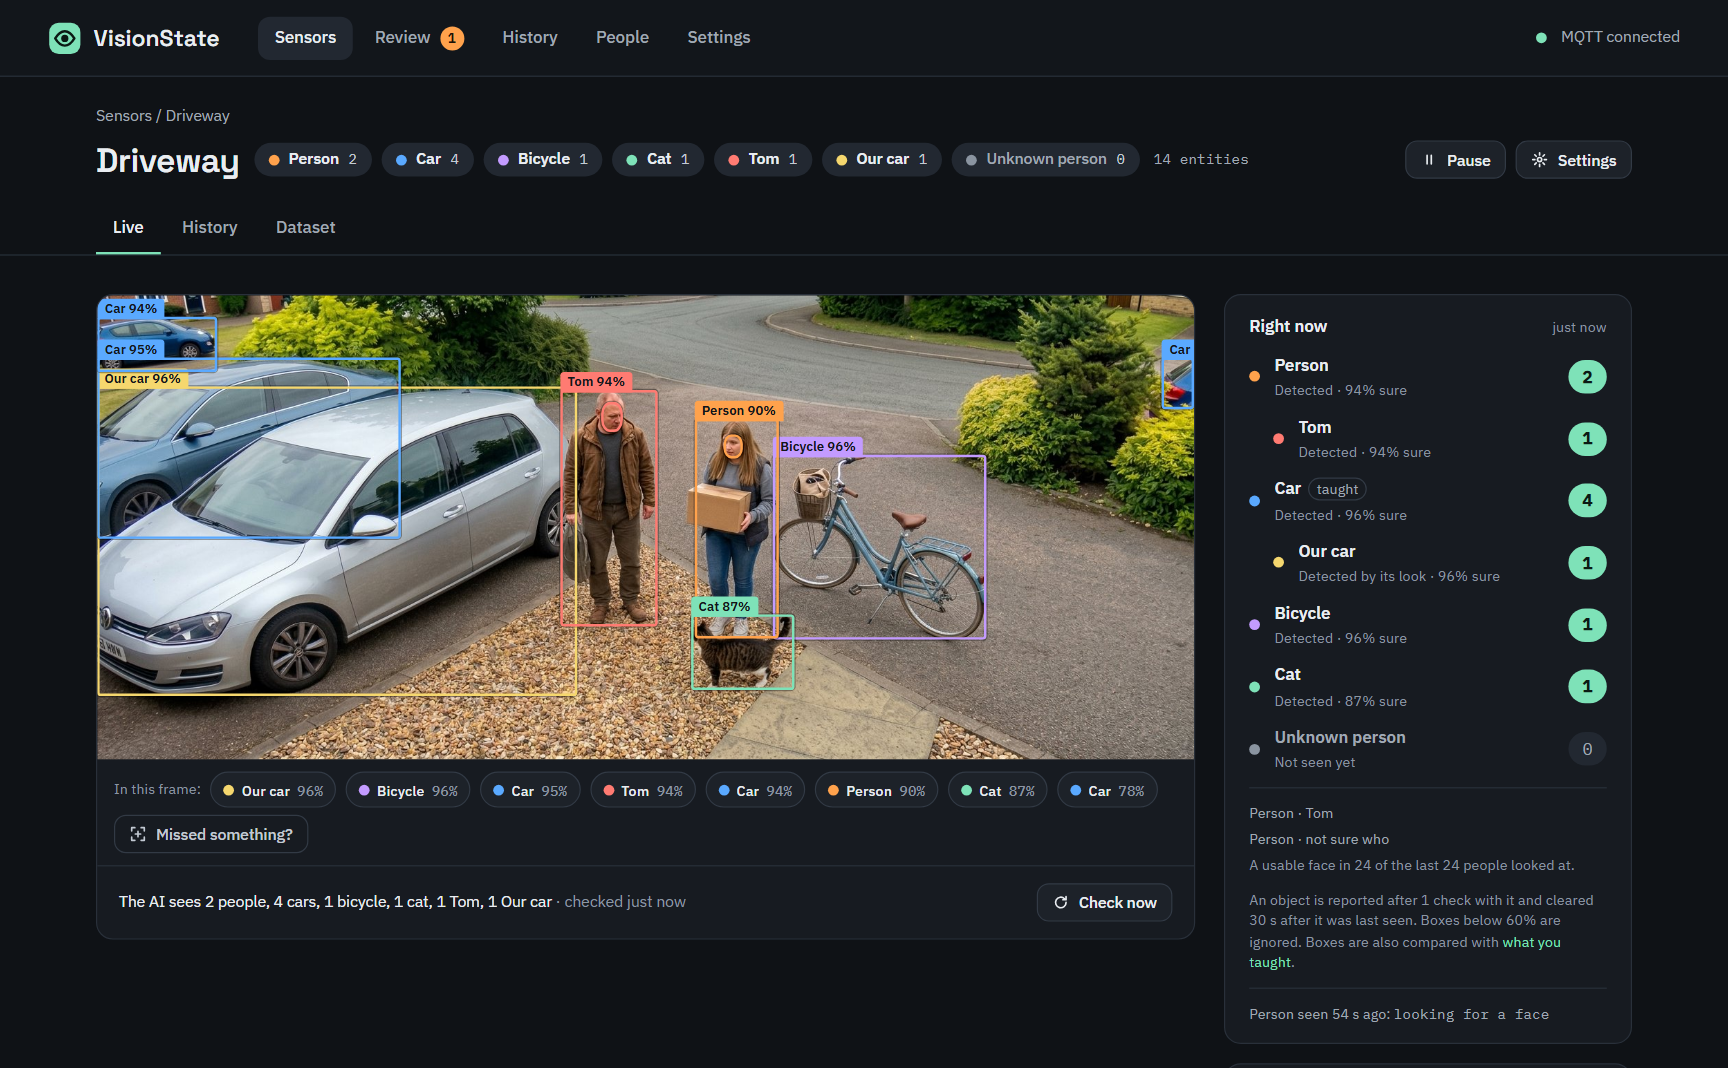 VisionState
Sensors
Review 1
History
People
Settings
MQTT connected
Sensors / Driveway
Driveway
Person 2
Car 4
Bicycle 1
Cat 1
Tom 1
Our car 1
Unknown person 0
14 entities
Pause
Settings
Live
History
Dataset
Car 94%
Car 95%
Our car 96%
Tom 94%
Person 90%
Bicycle 96%
Cat 87%
Car
In this frame:
Our car 96%
Bicycle 96%
Car 95%
Tom 94%
Car 94%
Person 90%
Cat 87%
Car 78%
Missed something?
The AI sees 2 people, 4 cars, 1 bicycle, 1 cat, 1 Tom, 1 Our car · checked just now
Check now
Right now
just now
Person
Detected · 94% sure
2
Tom
Detected · 94% sure
1
Car taught
Detected · 96% sure
4
Our car
Detected by its look · 96% sure
1
Bicycle
Detected · 96% sure
1
Cat
Detected · 87% sure
1
Unknown person
Not seen yet
0
Person · Tom
Person · not sure who
A usable face in 24 of the last 24 people looked at.
An object is reported after 1 check with it and cleared
30 s after it was last seen. Boxes below 60% are
ignored. Boxes are also compared with what you
taught.
Person seen 54 s ago: looking for a face